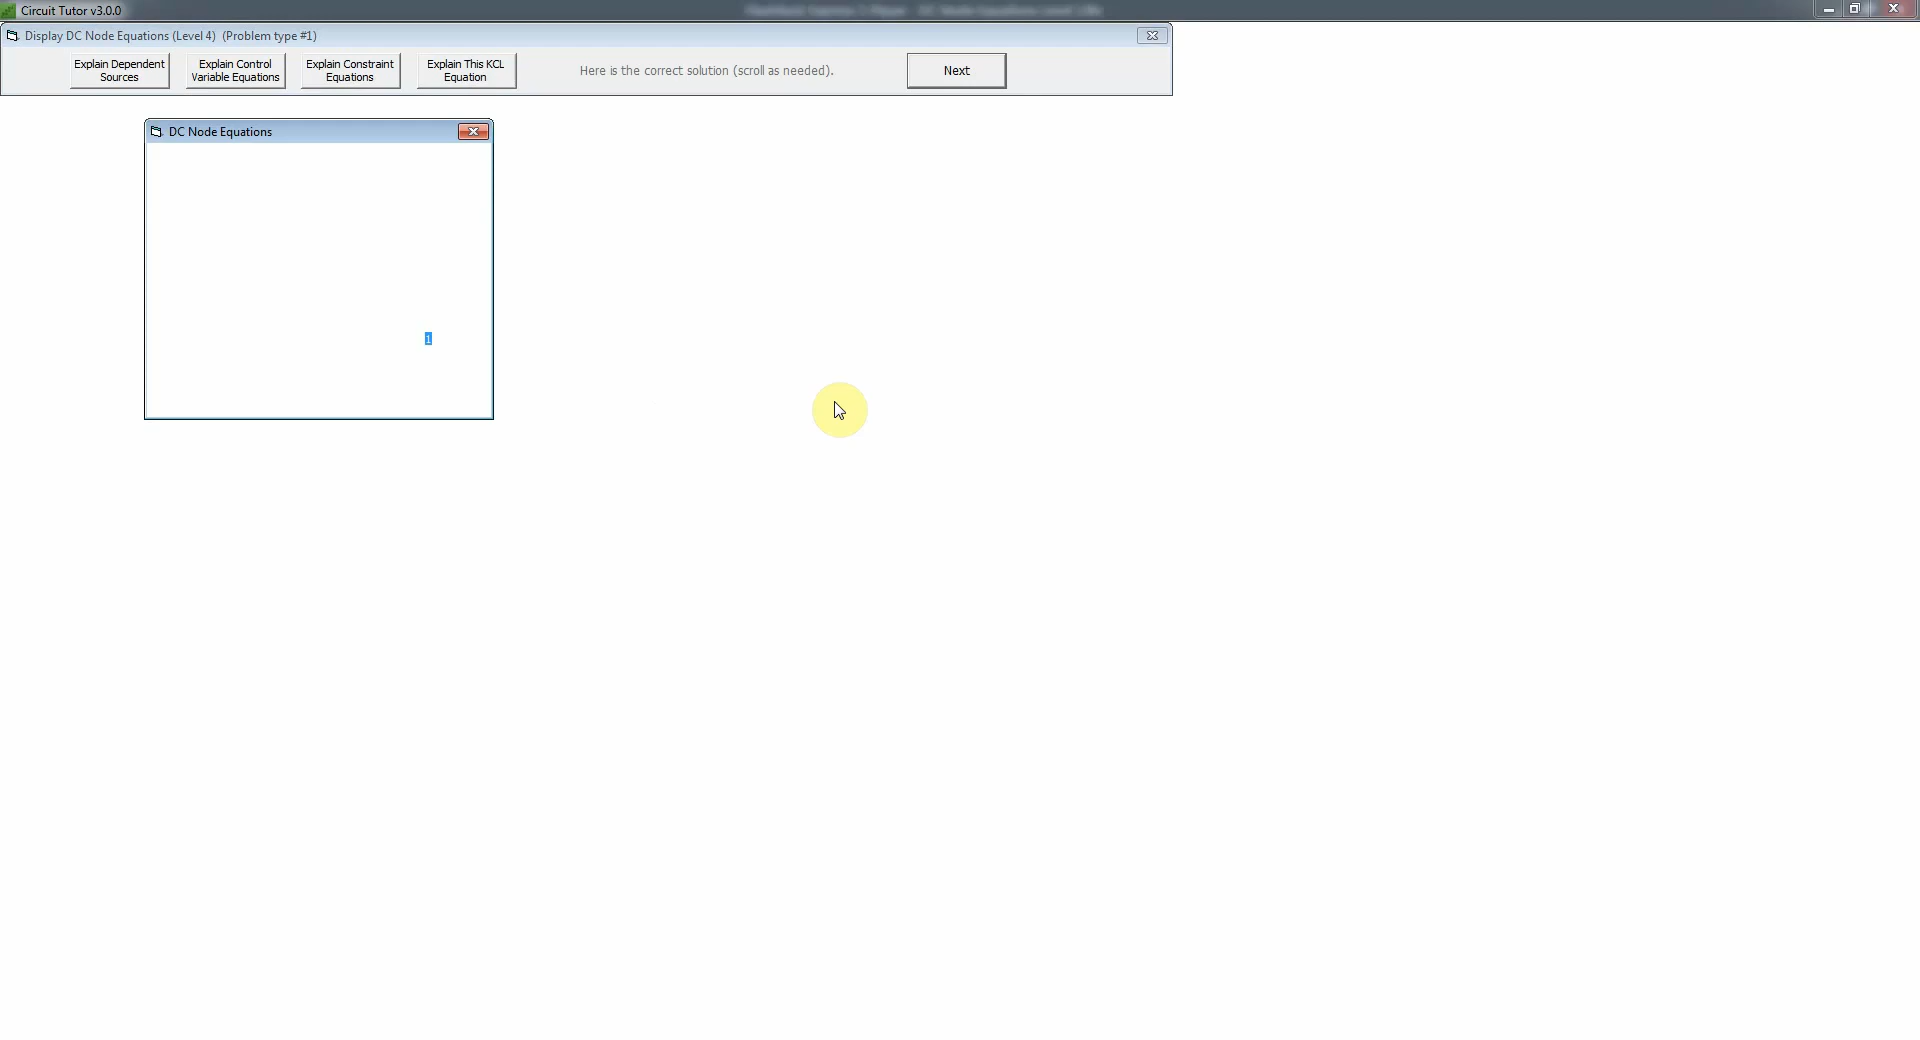 Circuit Tutor v3.0.0
Display DC Node Equations (Level 4) (Problem type #1)
Explain Dependent
Sources
Explain Control
Variable Equations
Explain Constraint
Equations
Explain This KCL
Equation
Here is the correct solution (scroll as needed).
Next
DC Node Equations
1